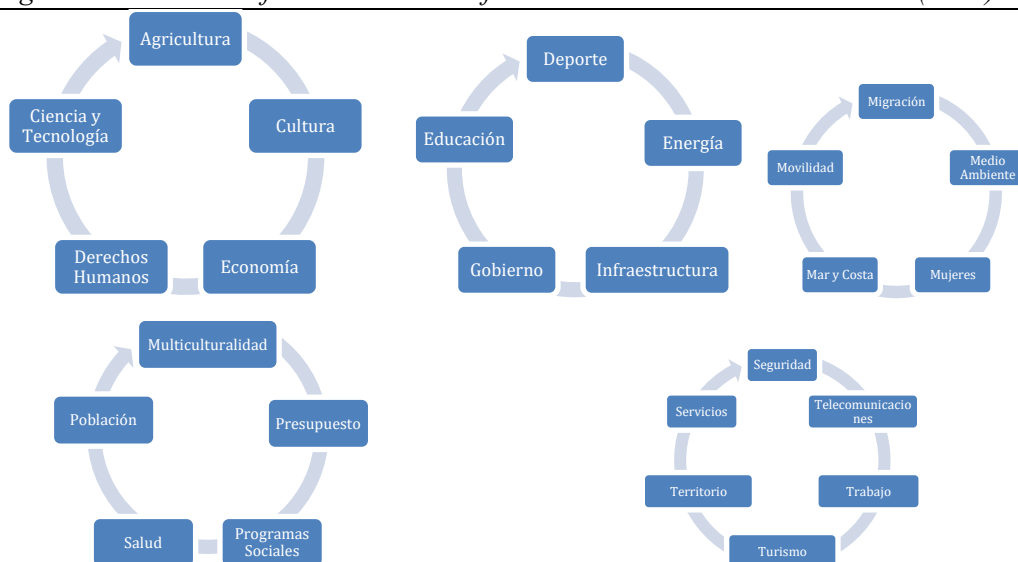 Agricultura
Cultura
Economía
Derechos
Humanos
Ciencia y
Tecnología
Deporte
Energía
Infraestructura
Gobierno
Educación
Migración
Medio
Ambiente
Mujeres
Mar y Costa
Movilidad
Multiculturalidad
Presupuesto
Programas
Sociales
Salud
Población
Seguridad
Telecomunicacio
nes
Trabajo
Turismo
Territorio
Servicios